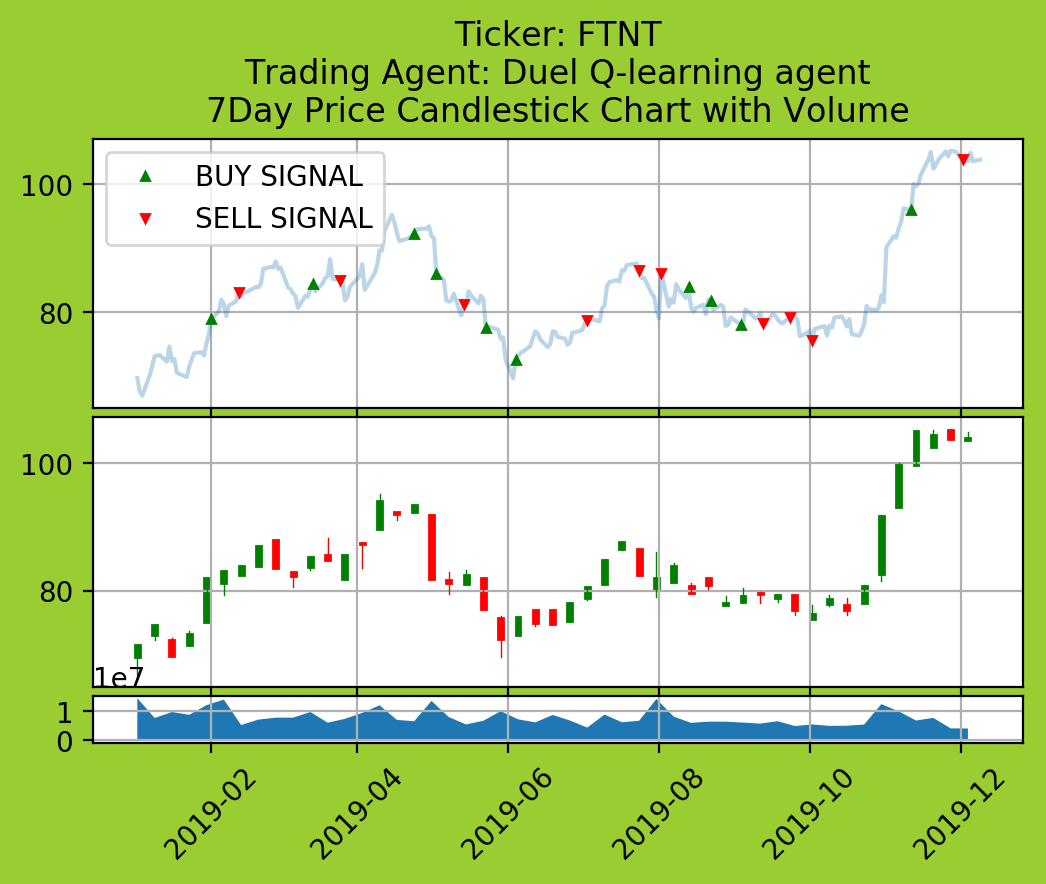 Ticker: FTNT
Trading Agent: Duel Q-learning agent
7Day Price Candlestick Chart with Volume
BUY SIGNAL
SELL SIGNAL
100
80
100
80
1e7
1
0
2019-02
2019-04
2019-06
2019-08
2019-10
2019-12